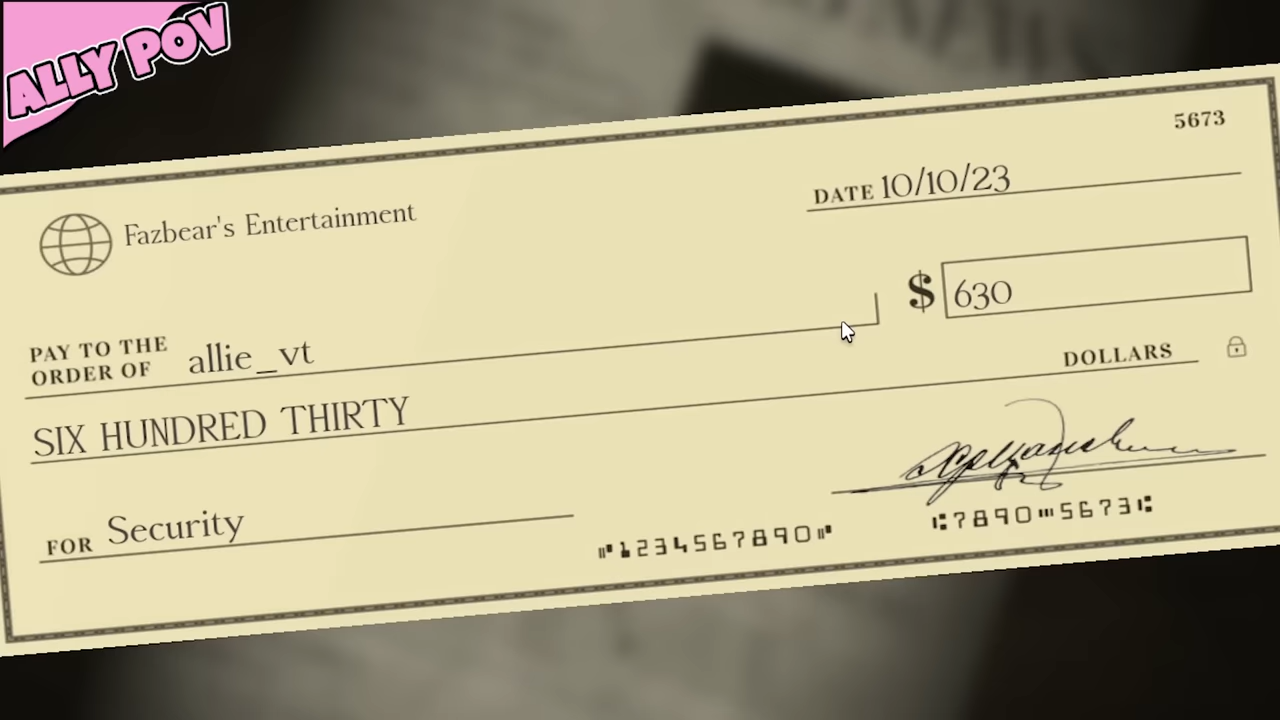 ALLY POV
5673
DATE 10/10/23
Fazbear's Entertainment
$ 630
PAY TO THE
ORDER OF allie_vt
DOLLARS
SIX HUNDRED THIRTY
FOR Security
1234567890 7890 5673